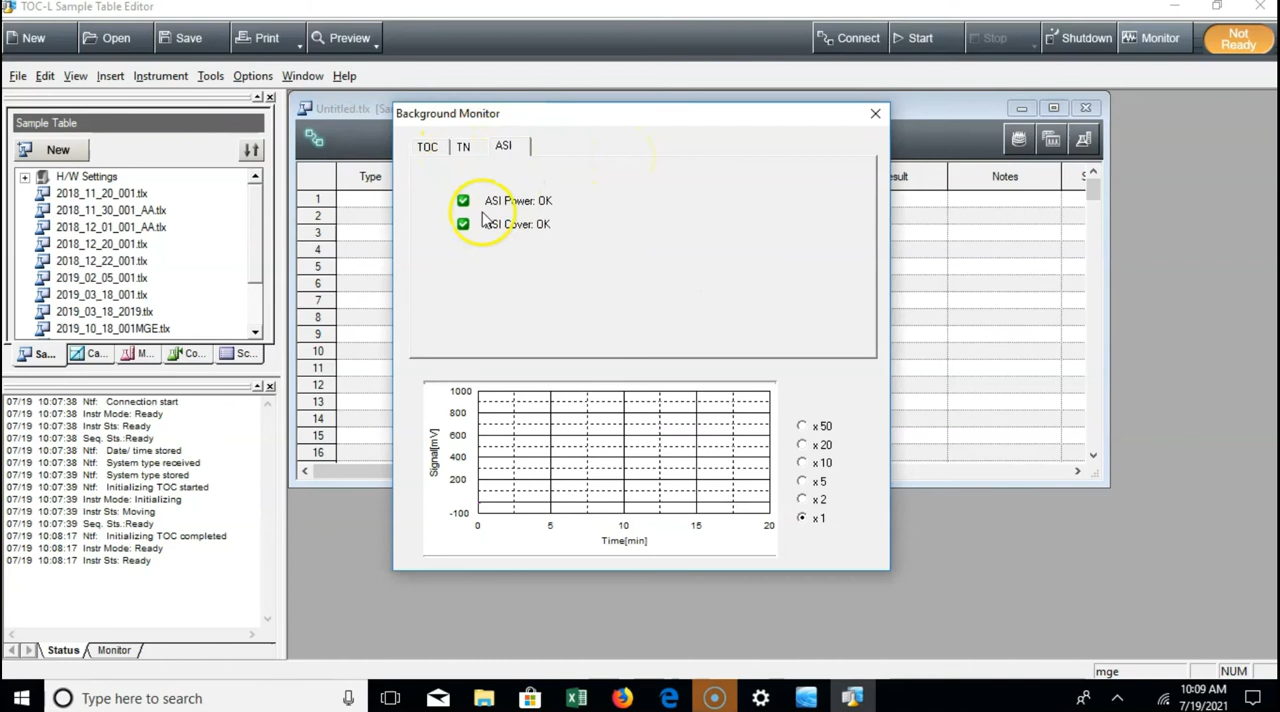 TOC-L Sample Table Editor
New Open Save Print Preview Connect Start Stop Shutdown Monitor Not Ready
File Edit View Insert Instrument Tools Options Window Help
Sample Table
New
H/W Settings
2018_11_20_001.tlx
2018_11_30_001_AA.tlx
2018_12_01_001_AA.tlx
2018_12_20_001.tlx
2018_12_22_001.tlx
2019_02_05_001.tlx
2019_03_18_001.tlx
2019_03_18_2019.tlx
2019_10_18_001MGE.tlx
Sa... Ca... M... Co... Sc...
07/19 10:07:38 Ntf: Connection start
07/19 10:07:38 Instr Mode: Ready
07/19 10:07:38 Instr Sts: Ready
07/19 10:07:38 Seq. Sts.:Ready
07/19 10:07:38 Ntf: Date/ time stored
07/19 10:07:38 System type received
07/19 10:07:39 Ntf: System type stored
07/19 10:07:39 Ntf: Initializing TOC started
07/19 10:07:39 Instr Mode: Initializing
07/19 10:07:39 Instr Sts: Moving
07/19 10:07:39 Seq. Sts.:Ready
07/19 10:08:17 Ntf: Initializing TOC completed
07/19 10:08:17 Instr Mode: Ready
07/19 10:08:17 Instr Sts: Ready
Status Monitor
Untitled.tlx
Type Notes
1
2
3
4
5
6
7
8
9
10
11
12
13
14
15
16
Background Monitor
TOC TN ASI
ASI Power: OK
ASI Cover: OK
Signal[mV]
1000
800
600
400
200
-100
0 5 10 15 20
Time[min]
x 50
x 20
x 10
x 5
x 2
x 1
mge NUM
Type here to search
10:09 AM
7/19/2021